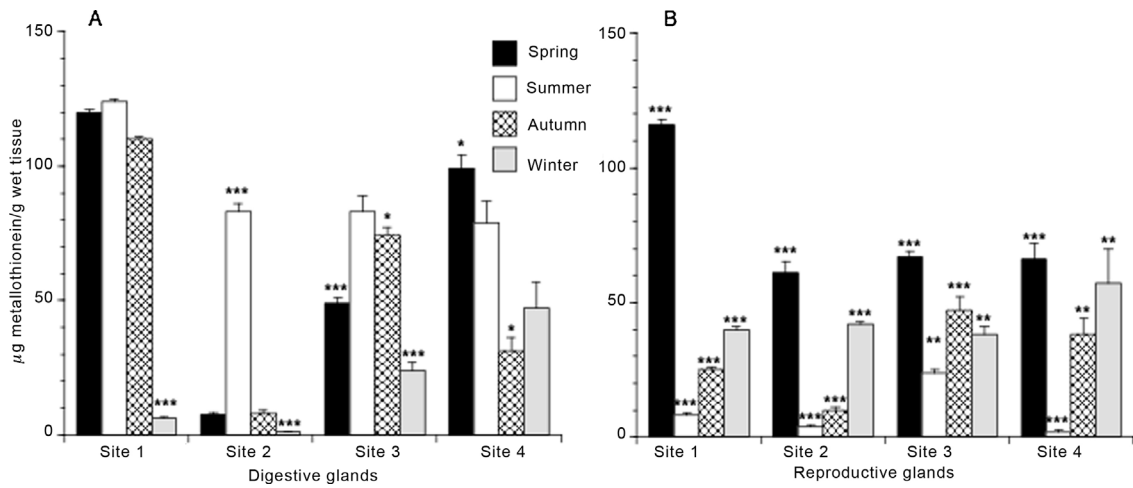 A
B
150
100
50
0
µg metallothionein/g wet tissue
Spring
Summer
Autumn
Winter
***
***
***
***
*
***
*
*
Site 1
Site 2
Site 3
Site 4
Digestive glands
150
100
50
0
***
***
***
***
***
***
***
***
***
**
***
**
***
***
**
**
Site 1
Site 2
Site 3
Site 4
Reproductive glands